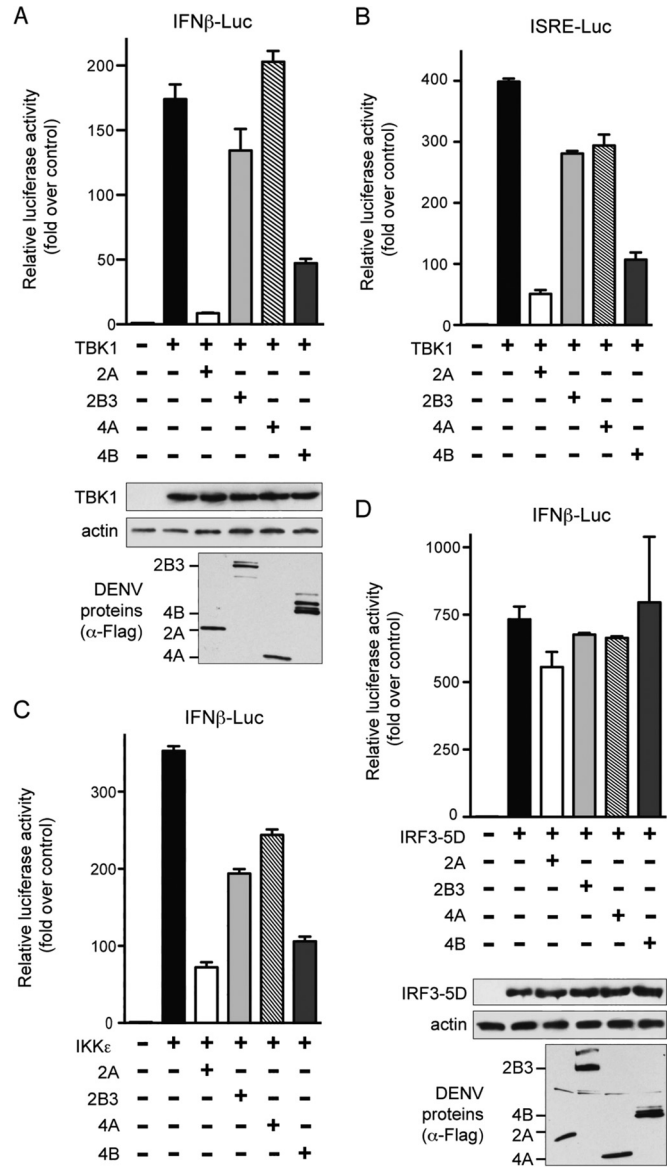 A
IFNβ-Luc
Relative luciferase activity
(fold over control)
200
150
100
50
0
TBK1 - + + + + +
2A - - + - - -
2B3 - - - + - -
4A - - - - + -
4B - - - - - +
TBK1
actin
DENV
proteins
(α-Flag)
2B3
4B
2A
4A
B
ISRE-Luc
Relative luciferase activity
(fold over control)
400
300
200
100
0
TBK1 - + + + + +
2A - - + - - -
2B3 - - - + - -
4A - - - - + -
4B - - - - - +
C
IFNβ-Luc
Relative luciferase activity
(fold over control)
300
200
100
0
IKKε - + + + + +
2A - - + - - -
2B3 - - - + - -
4A - - - - + -
4B - - - - - +
D
IFNβ-Luc
Relative luciferase activity
(fold over control)
1000
750
500
250
0
IRF3-5D - + + + + +
2A - - + - - -
2B3 - - - + - -
4A - - - - + -
4B - - - - - +
IRF3-5D
actin
DENV
proteins
(α-Flag)
2B3
4B
2A
4A